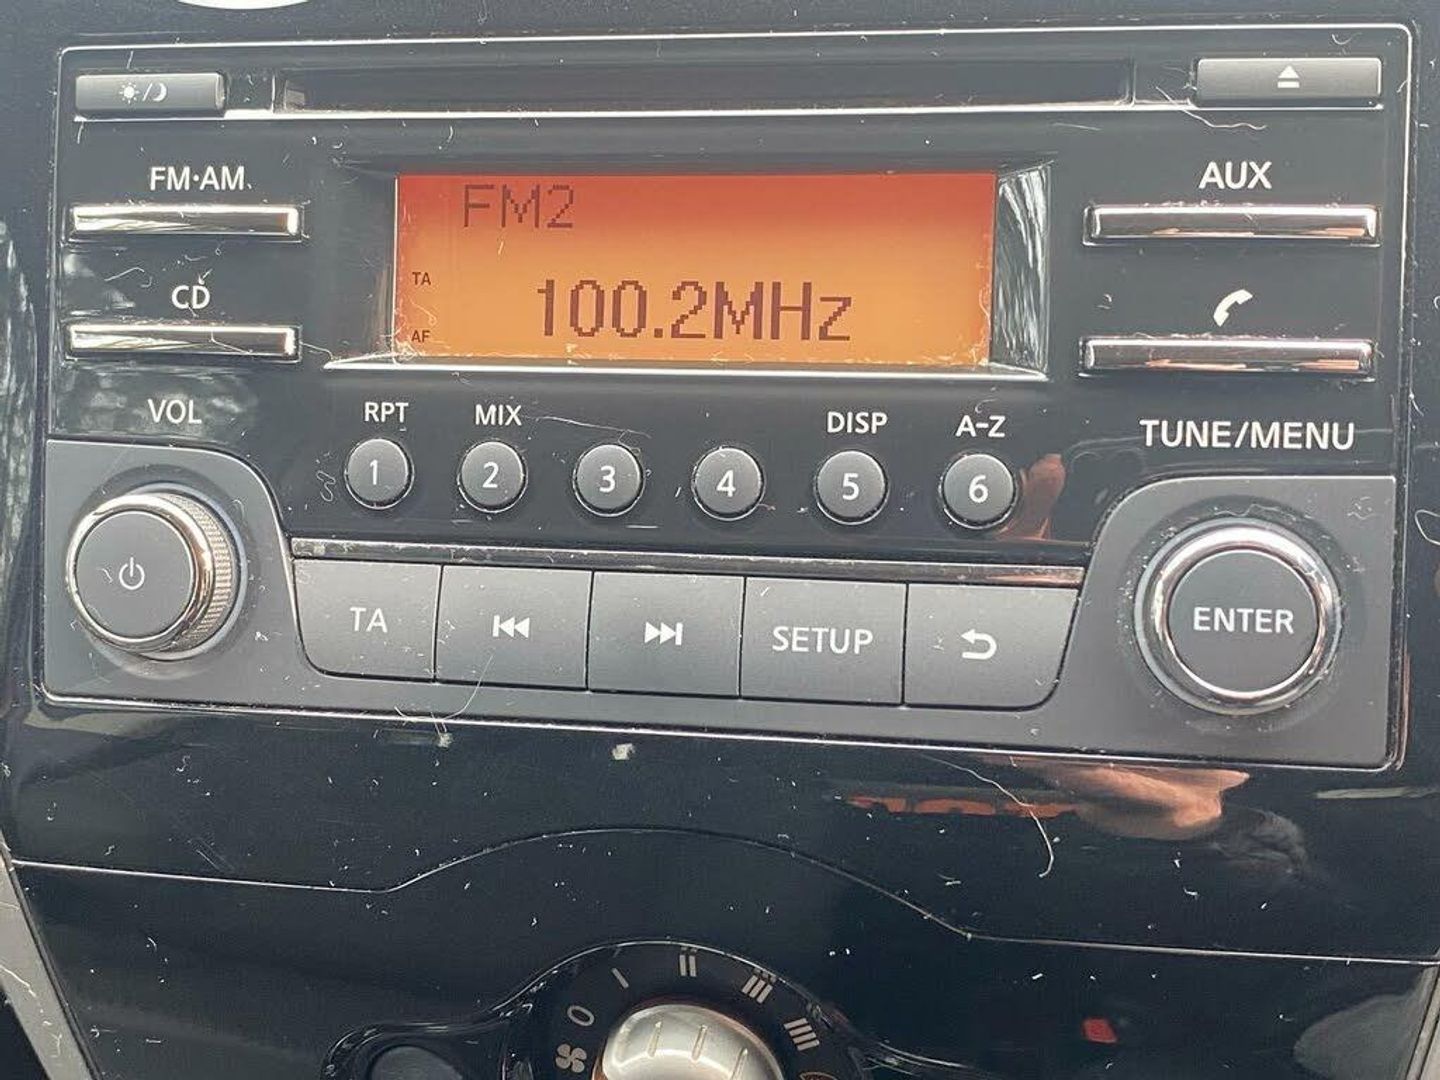 FM·AM
AUX
FM2
TA
100.2MHz
CD
AF
VOL
RPT
MIX
DISP
A-Z
TUNE/MENU
1
2
3
4
5
6
TA
SETUP
ENTER
0
I
II
III
IIII